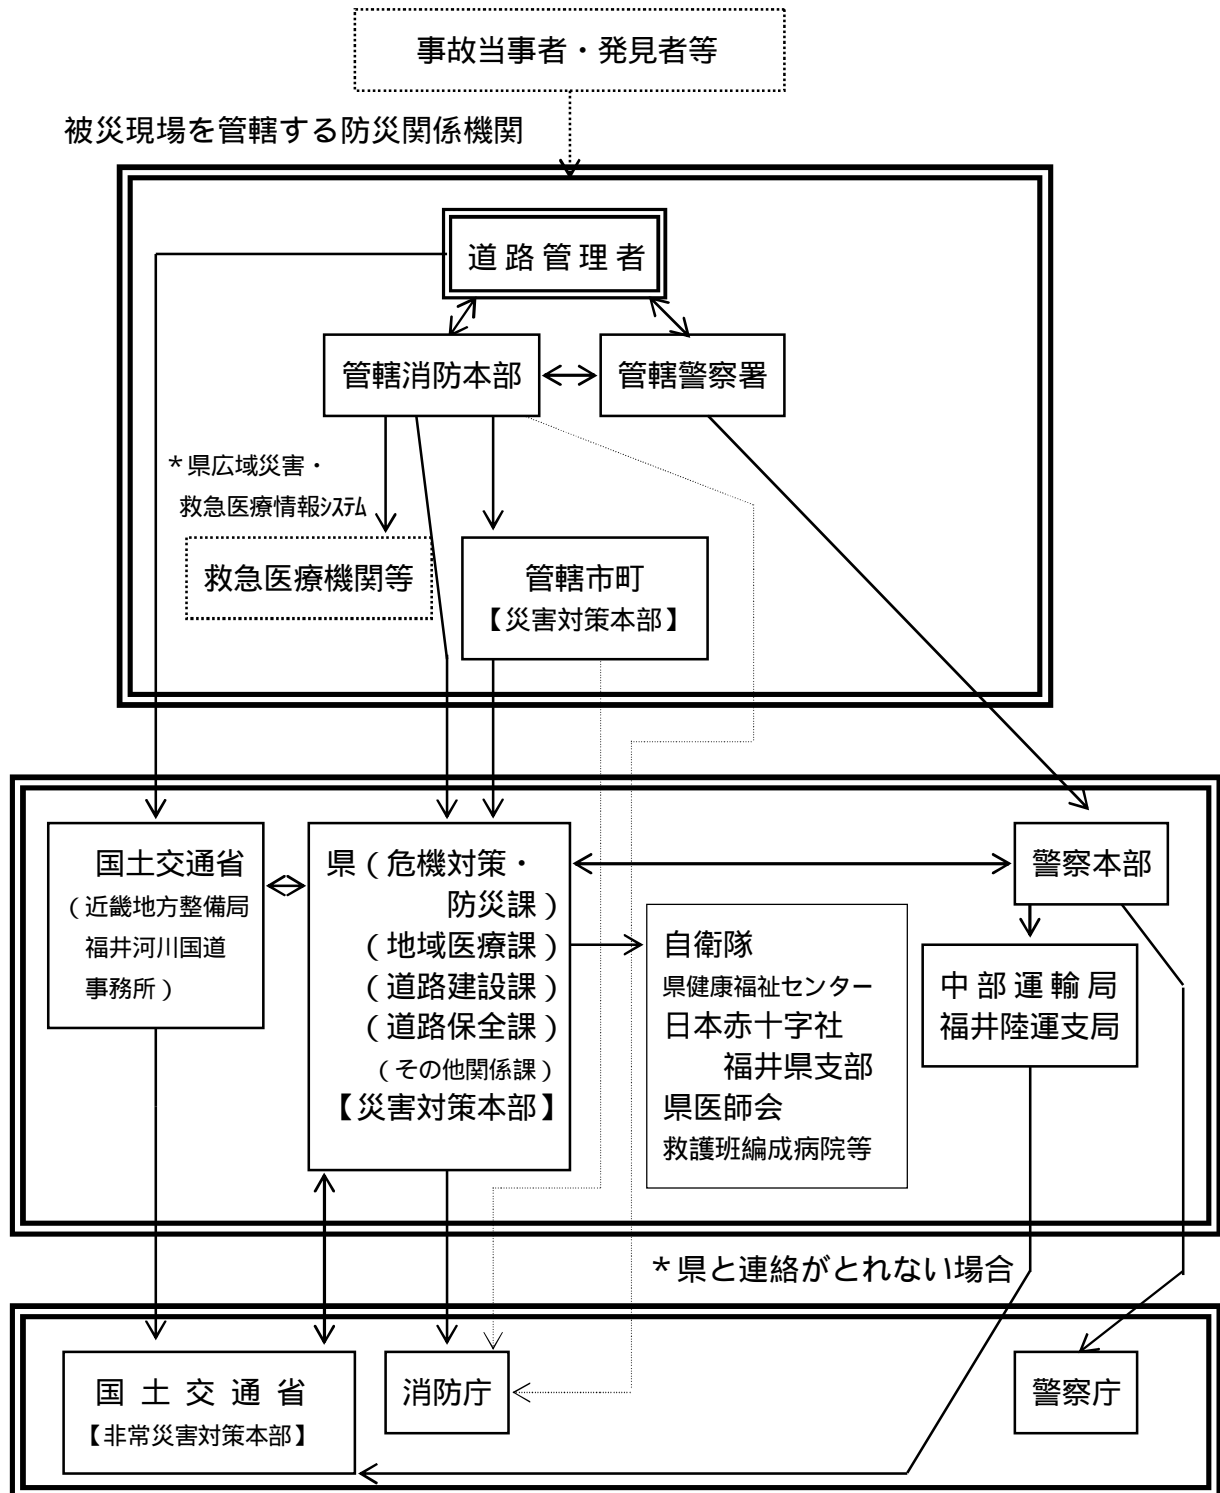 事故当事者・発見者等
被災現場を管轄する防災関係機関
道路管理者
管轄消防本部
管轄警察署
*県広域災害・
救急医療情報ｼｽﾃﾑ
救急医療機関等
管轄市町
【災害対策本部】
国土交通省
（近畿地方整備局
福井河川国道
事務所）
県（危機対策・
防災課）
（地域医療課）
（道路建設課）
（道路保全課）
（その他関係課）
【災害対策本部】
自衛隊
県健康福祉センター
日本赤十字社
福井県支部
県医師会
救護班編成病院等
警察本部
中部運輸局
福井陸運支局
*県と連絡がとれない場合
国土交通省
【非常災害対策本部】
消防庁
警察庁